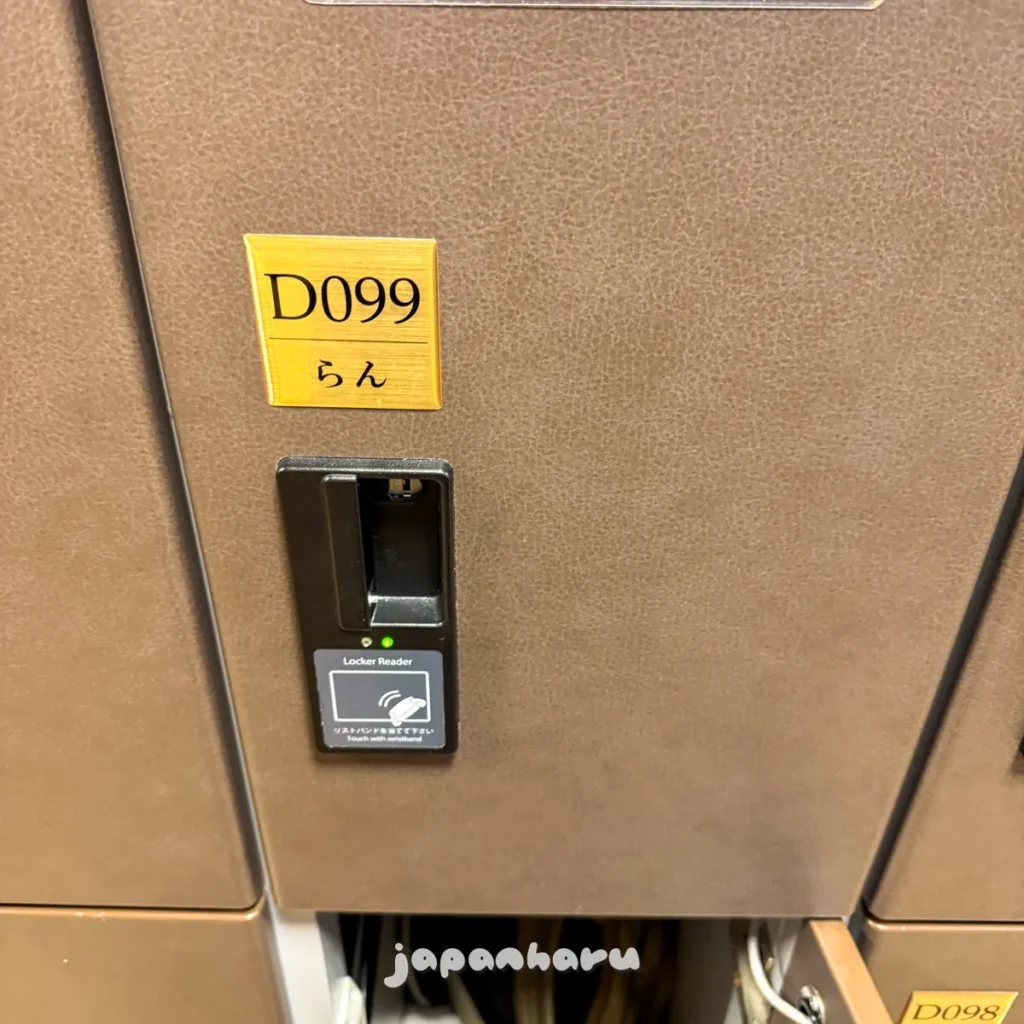 D099
らん
Locker Reader
リストバンドを当てて下さい
Touch with wristband
japanharu
D098